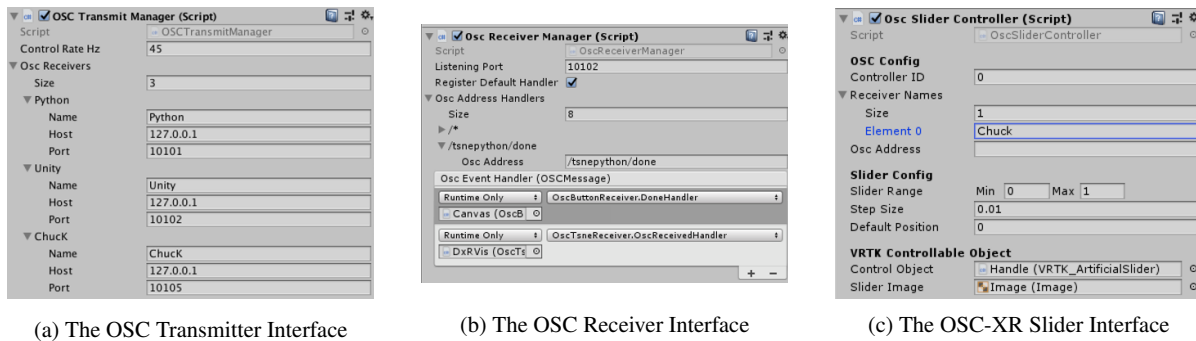 OSC Transmit Manager (Script)
Script OSCTransmitManager
Control Rate Hz 45
Osc Receivers
Size 3
Python
Name Python
Host 127.0.0.1
Port 10101
Unity
Name Unity
Host 127.0.0.1
Port 10102
ChucK
Name ChucK
Host 127.0.0.1
Port 10105
(a) The OSC Transmitter Interface
Osc Receiver Manager (Script)
Script OscReceiverManager
Listening Port 10102
Register Default Handler
Osc Address Handlers
Size 8
/*
/tsnepython/done
Osc Address /tsnepython/done
Osc Event Handler (OSCMessage)
Runtime Only OscButtonReceiver.DoneHandler
Canvas (OscB
Runtime Only OscTsneReceiver.OscReceivedHandler
DxRVis (OscTs
+ −
(b) The OSC Receiver Interface
Osc Slider Controller (Script)
Script OscSliderController
OSC Config
Controller ID 0
Receiver Names
Size 1
Element 0 Chuck
Osc Address
Slider Config
Slider Range Min 0 Max 1
Step Size 0.01
Default Position 0
VRTK Controllable Object
Control Object Handle (VRTK_ArtificialSlider)
Slider Image Image (Image)
(c) The OSC-XR Slider Interface